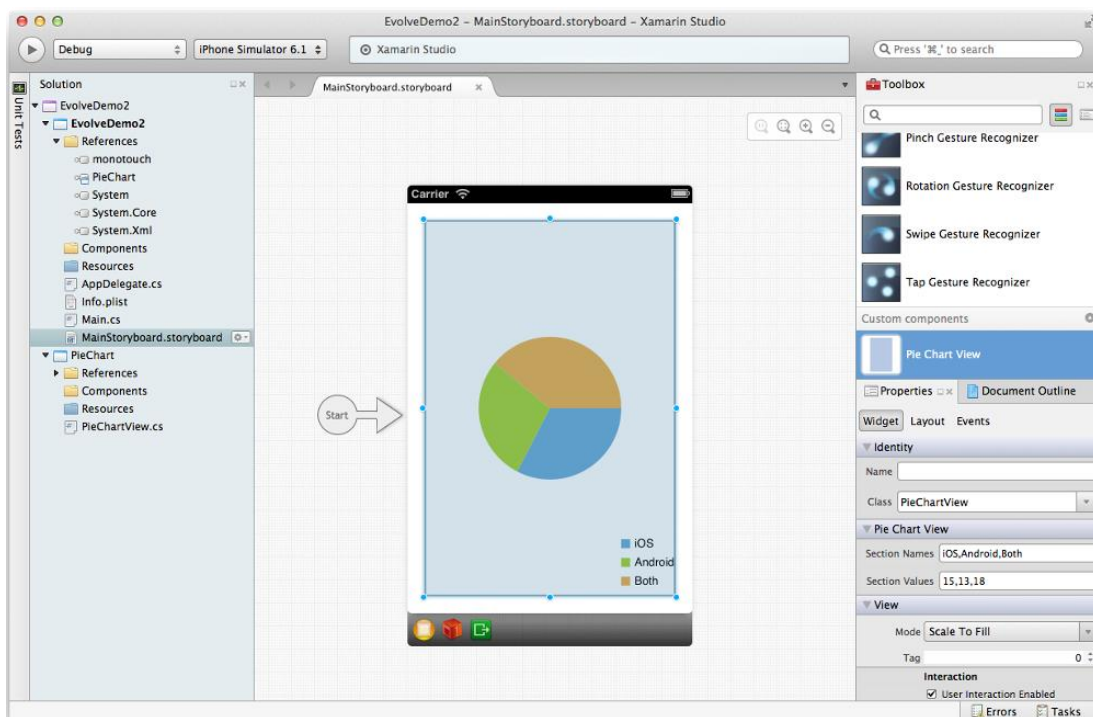 EvolveDemo2 – MainStoryboard.storyboard – Xamarin Studio
Debug
iPhone Simulator 6.1
Xamarin Studio
Press '⌘,' to search
Unit Tests
Solution
EvolveDemo2
EvolveDemo2
References
monotouch
PieChart
System
System.Core
System.Xml
Components
Resources
AppDelegate.cs
Info.plist
Main.cs
MainStoryboard.storyboard
PieChart
References
Components
Resources
PieChartView.cs
MainStoryboard.storyboard
Carrier
Start
iOS
Android
Both
Toolbox
Pinch Gesture Recognizer
Rotation Gesture Recognizer
Swipe Gesture Recognizer
Tap Gesture Recognizer
Custom components
Pie Chart View
Properties
Document Outline
Widget Layout Events
Identity
Name
Class PieChartView
Pie Chart View
Section Names iOS,Android,Both
Section Values 15,13,18
View
Mode Scale To Fill
Tag 0
Interaction
User Interaction Enabled
Errors Tasks